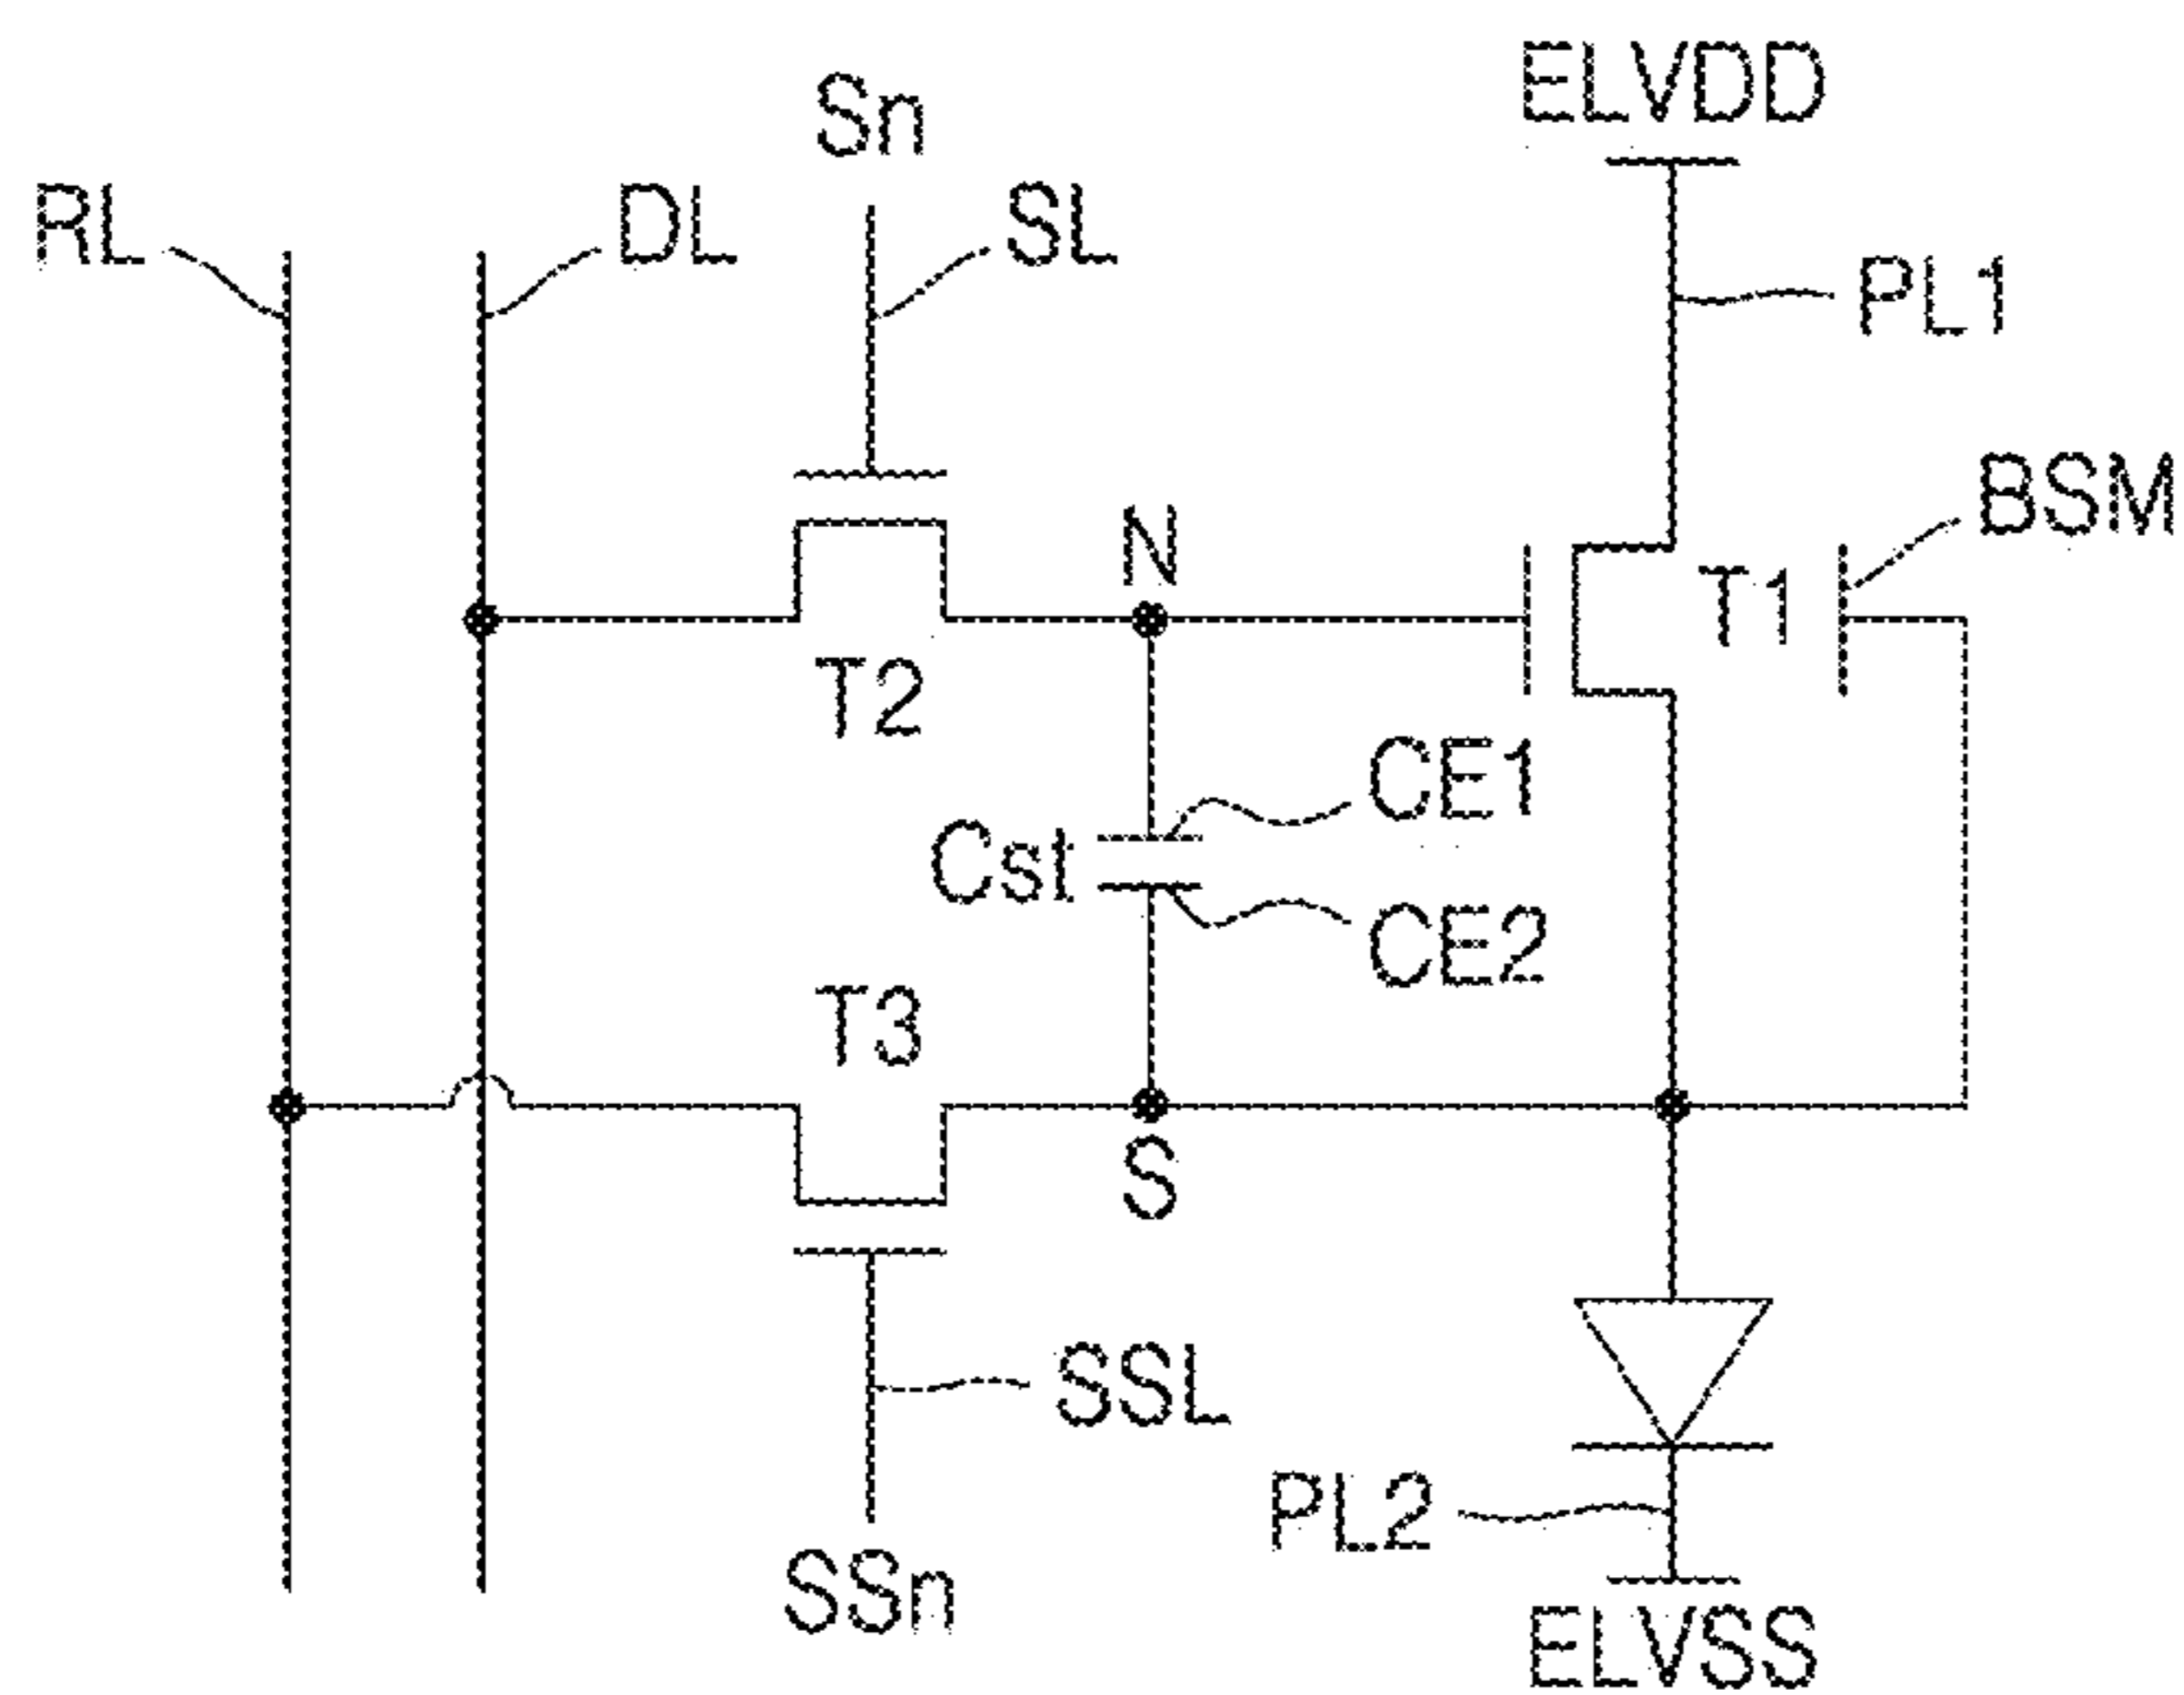 ELVDD
Sn
RL
DL
SL
PL1
BSM
N
T1
T2
CE1
Cst
CE2
T3
S
SSL
PL2
SSn
ELVSS